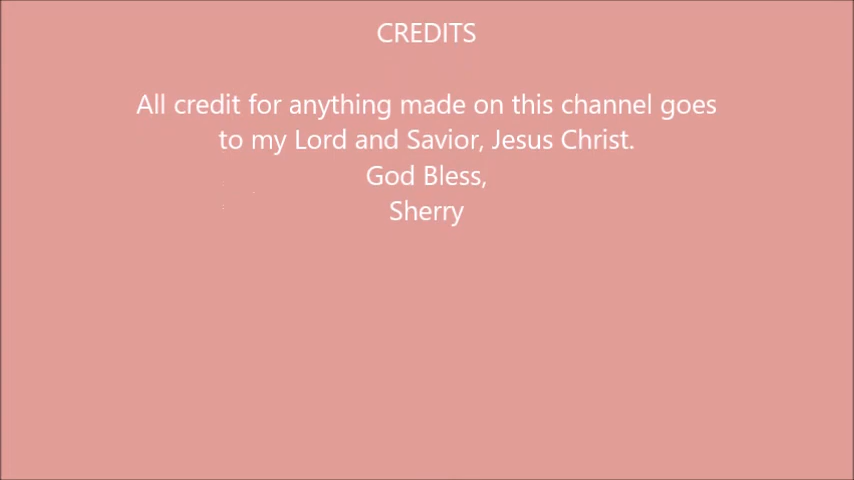 CREDITS
All credit for anything made on this channel goes
to my Lord and Savior, Jesus Christ.
God Bless,
Sherry